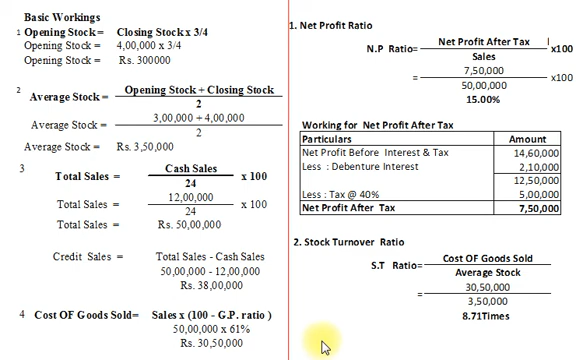 Basic Workings
1 Opening Stock = Closing Stock x 3/4
Opening Stock = 4,00,000 x 3/4
Opening Stock = Rs. 300000
2
Average Stock = Opening Stock + Closing Stock
2
Average Stock = 3,00,000 + 4,00,000
2
Average Stock = Rs. 3,50,000
3
Total Sales = Cash Sales x 100
24
Total Sales = 12,00,000 x 100
24
Total Sales = Rs. 50,00,000
Credit Sales = Total Sales - Cash Sales
50,00,000 - 12,00,000
Rs. 38,00,000
4 Cost OF Goods Sold= Sales x (100 - G.P. ratio )
50,00,000 x 61%
Rs. 30,50,000
1. Net Profit Ratio
N.P Ratio= Net Profit After Tax x100
Sales
= 7,50,000 x100
50,00,000
15.00%
Working for Net Profit After Tax
Particulars Amount
Net Profit Before Interest & Tax 14,60,000
Less : Debenture Interest 2,10,000
12,50,000
Less : Tax @ 40% 5,00,000
Net Profit After Tax 7,50,000
2. Stock Turnover Ratio
S.T Ratio= Cost OF Goods Sold
Average Stock
= 30,50,000
3,50,000
8.71Times